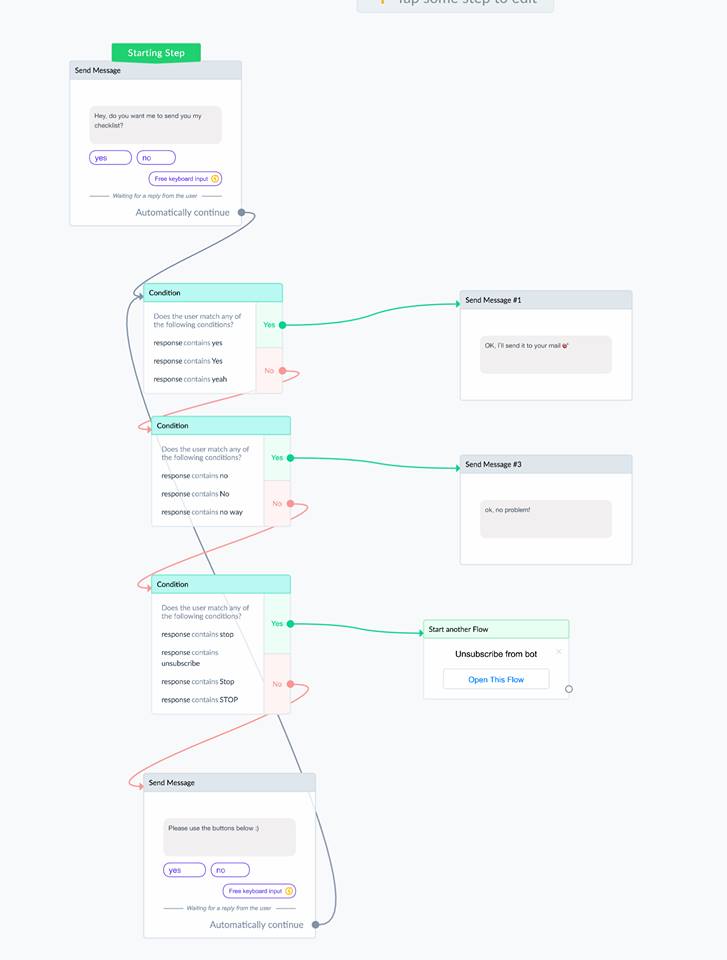 Tap some step to edit
Starting Step
Send Message
Hey, do you want me to send you my
checklist?
yes
no
Free keyboard input
Waiting for a reply from the user
Automatically continue
Condition
Does the user match any of
the following conditions?
response contains yes
response contains Yes
response contains yeah
Yes
No
Send Message #1
OK, I'll send it to your mail
Condition
Does the user match any of
the following conditions?
response contains no
response contains No
response contains no way
Yes
No
Send Message #3
ok, no problem!
Condition
Does the user match any of
the following conditions?
response contains stop
response contains
unsubscribe
response contains Stop
response contains STOP
Yes
No
Start another Flow
Unsubscribe from bot
Open This Flow
Send Message
Please use the buttons below :)
yes
no
Free keyboard input
Waiting for a reply from the user
Automatically continue